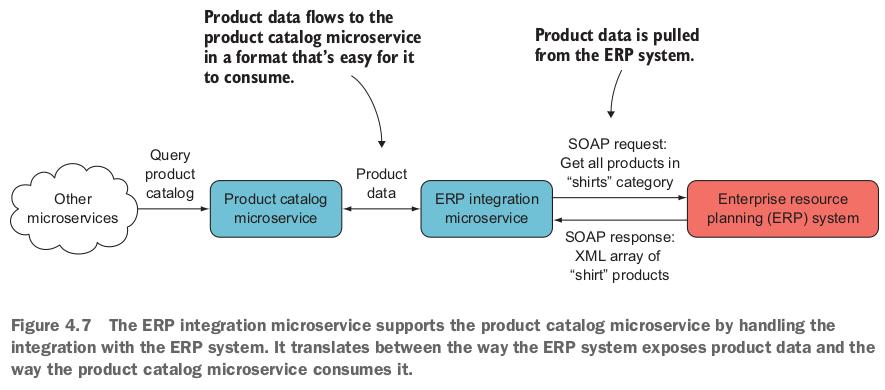 Product data flows to the
product catalog microservice
in a format that's easy for it
to consume.
Product data is pulled
from the ERP system.
Other
microservices
Query
product
catalog
Product catalog
microservice
Product
data
ERP integration
microservice
SOAP request:
Get all products in
“shirts” category
SOAP response:
XML array of
“shirt” products
Enterprise resource
planning (ERP) system
Figure 4.7 The ERP integration microservice supports the product catalog microservice by handling the
integration with the ERP system. It translates between the way the ERP system exposes product data and the
way the product catalog microservice consumes it.